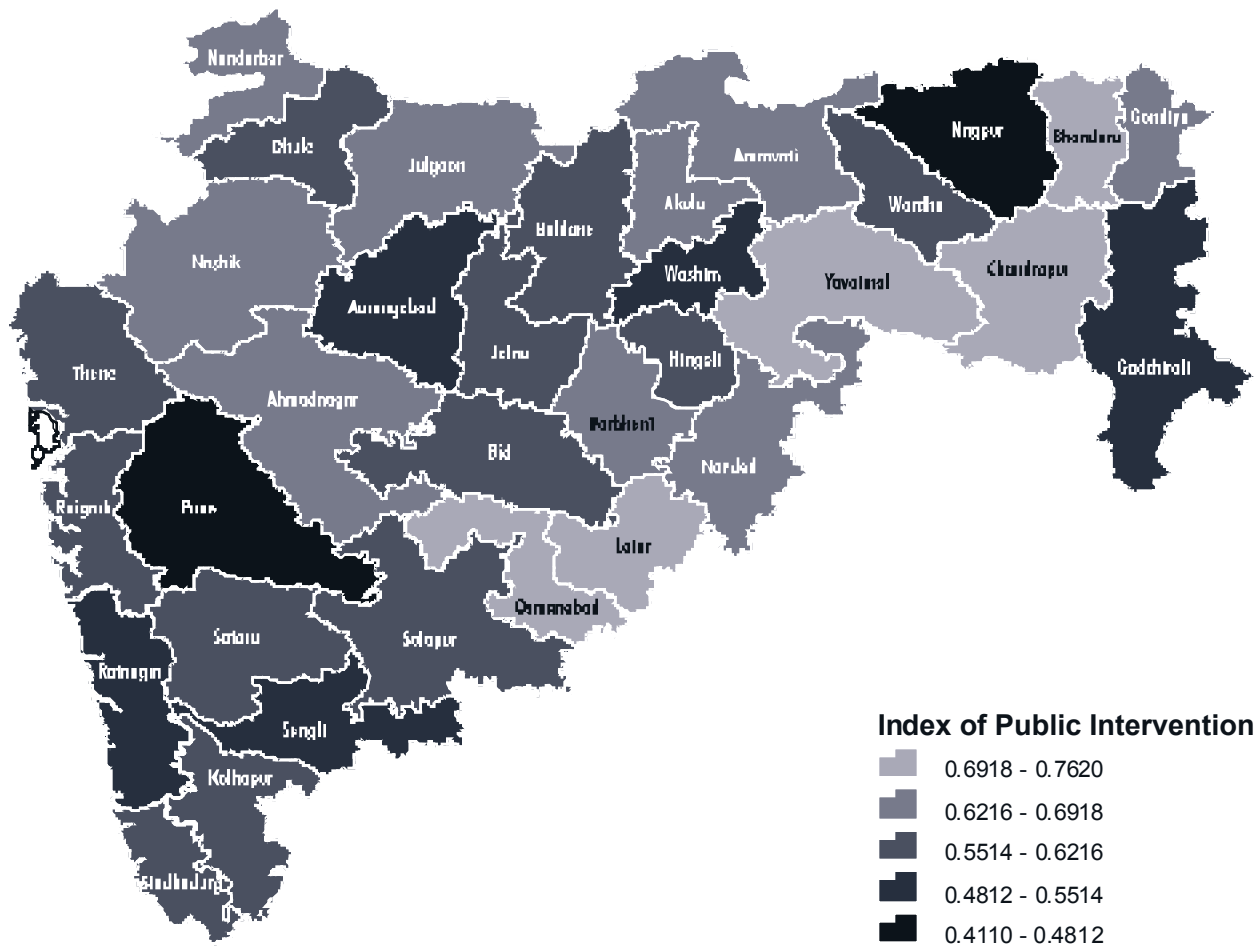 Nandurbar
Dhule
Jalgaon
Buldana
Akola
Amravati
Wardha
Nagpur
Bhandara
Gondiya
Nashik
Aurangabad
Jalna
Washim
Hingoli
Yavatmal
Chandrapur
Gadchiroli
Thane
Ahmadnagar
Bid
Parbhani
Nanded
Raigarh
Pune
Latur
Osmanabad
Satara
Solapur
Ratnagiri
Sangli
Kolhapur
Sindhudurg
Index of Public Intervention
0.6918 - 0.7620
0.6216 - 0.6918
0.5514 - 0.6216
0.4812 - 0.5514
0.4110 - 0.4812